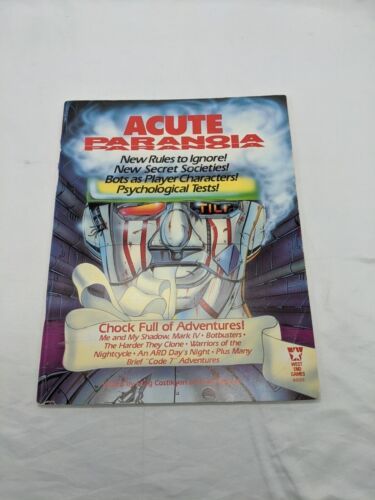 ACUTE
PARANOIA
New Rules to Ignore!
New Secret Societies!
Bots as Player Characters!
Psychological Tests!
TILT
Chock Full of Adventures!
Me and My Shadow, Mark IV • Botbusters •
The Harder They Clone • Warriors of the
Nightcycle • An ARD Day's Night • Plus Many
Brief "Code 7" Adventures
WEST
END
GAMES